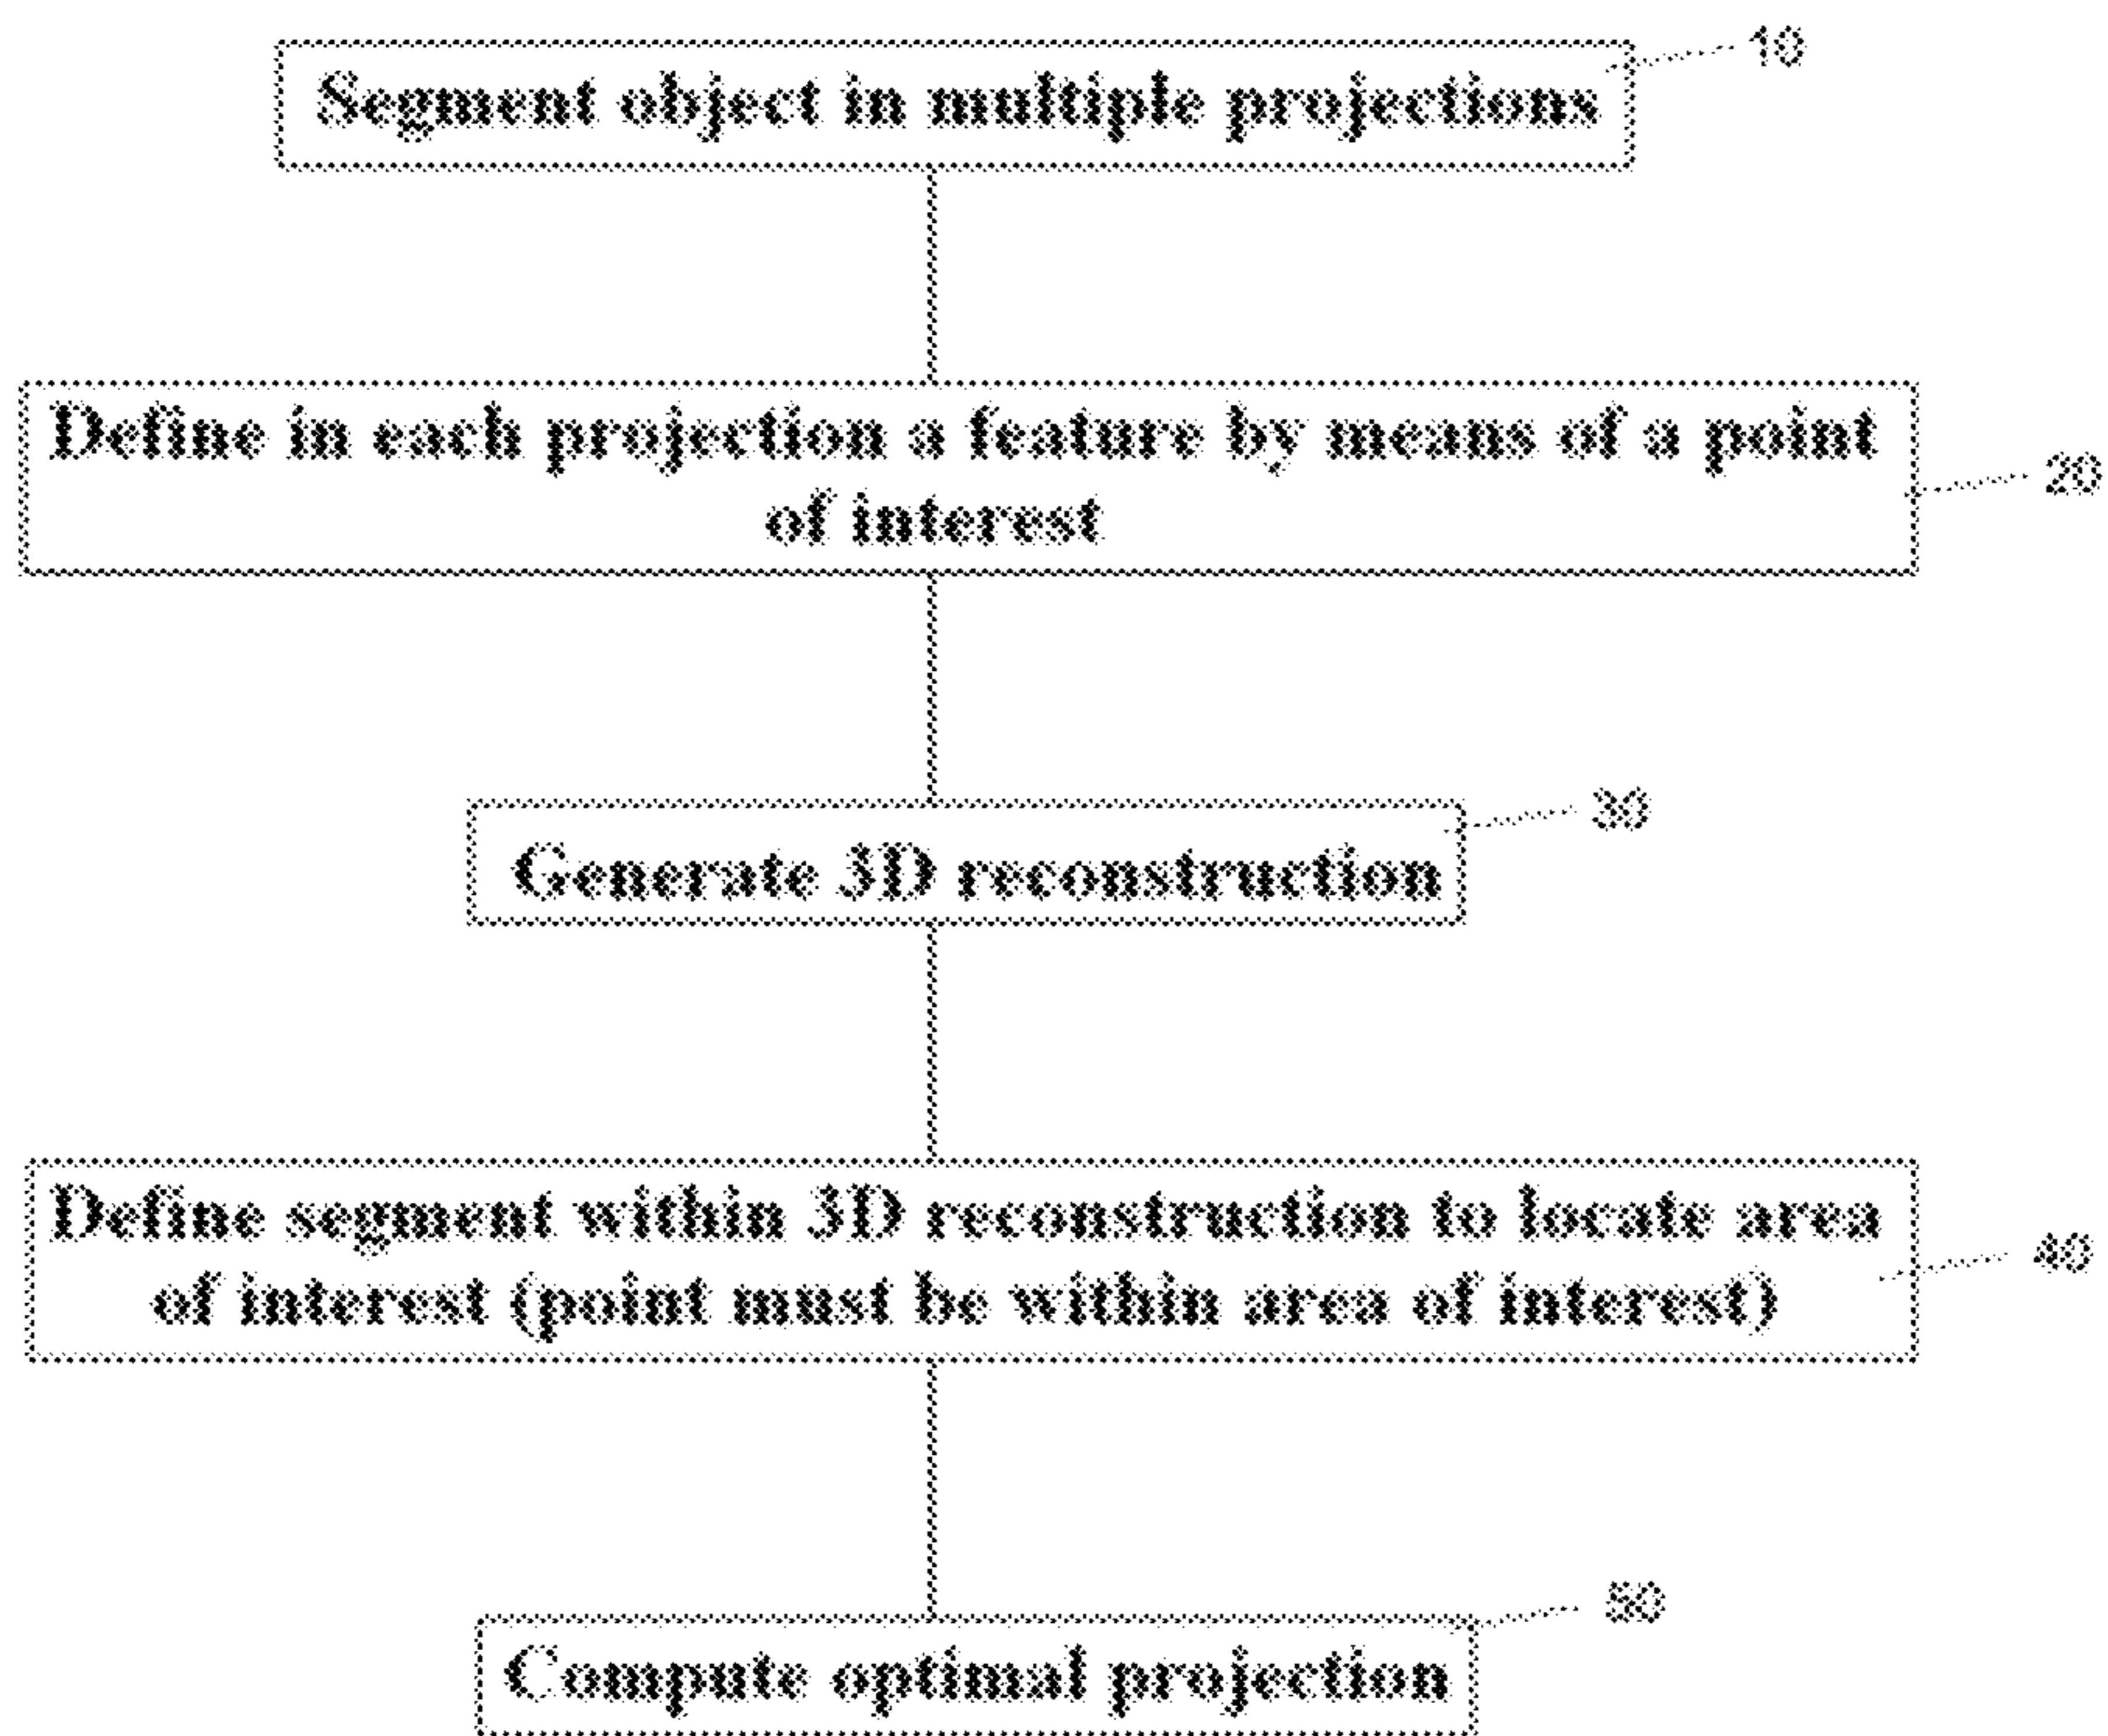 10
Segment object in multiple projections
Define in each projection a feature by means of a point
of interest
20
30
Generate 3D reconstruction
Define segment within 3D reconstruction to locate area
of interest (point must be within area of interest)
40
50
Compute optimal projection